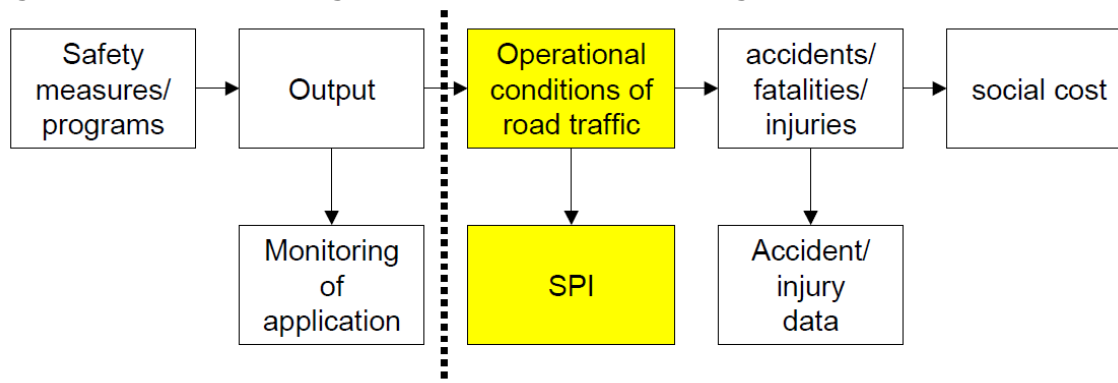 Safety
measures/
programs
Output
Operational
conditions of
road traffic
accidents/
fatalities/
injuries
social cost
Monitoring
of
application
SPI
Accident/
injury
data